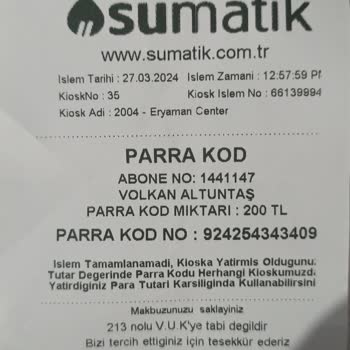 sumatik
www.sumatik.com.tr
Islem Tarihi : 27.03.2024 Islem Zamani : 12:57:59 PM
KioskNo : 35 Kiosk Islem No : 66139994
Kiosk Adi : 2004 - Eryaman Center
PARRA KOD
ABONE NO: 1441147
VOLKAN ALTUNTAŞ
PARRA KOD MIKTARI : 200 TL
PARRA KOD NO : 924254343409
Islem Tamamlanamadi, Kioska Yatirmis Oldugunuz
Tutar Degerinde Parra Kodu Herhangi Kioskumuzda
Yatirdiginiz Para Tutari Karsiliginda Kullanabilirsini
Makbuzunuzu saklayiniz
213 nolu V.U.K'ye tabi degildir
Bizi tercih ettiginiz için tesekkür ederiz